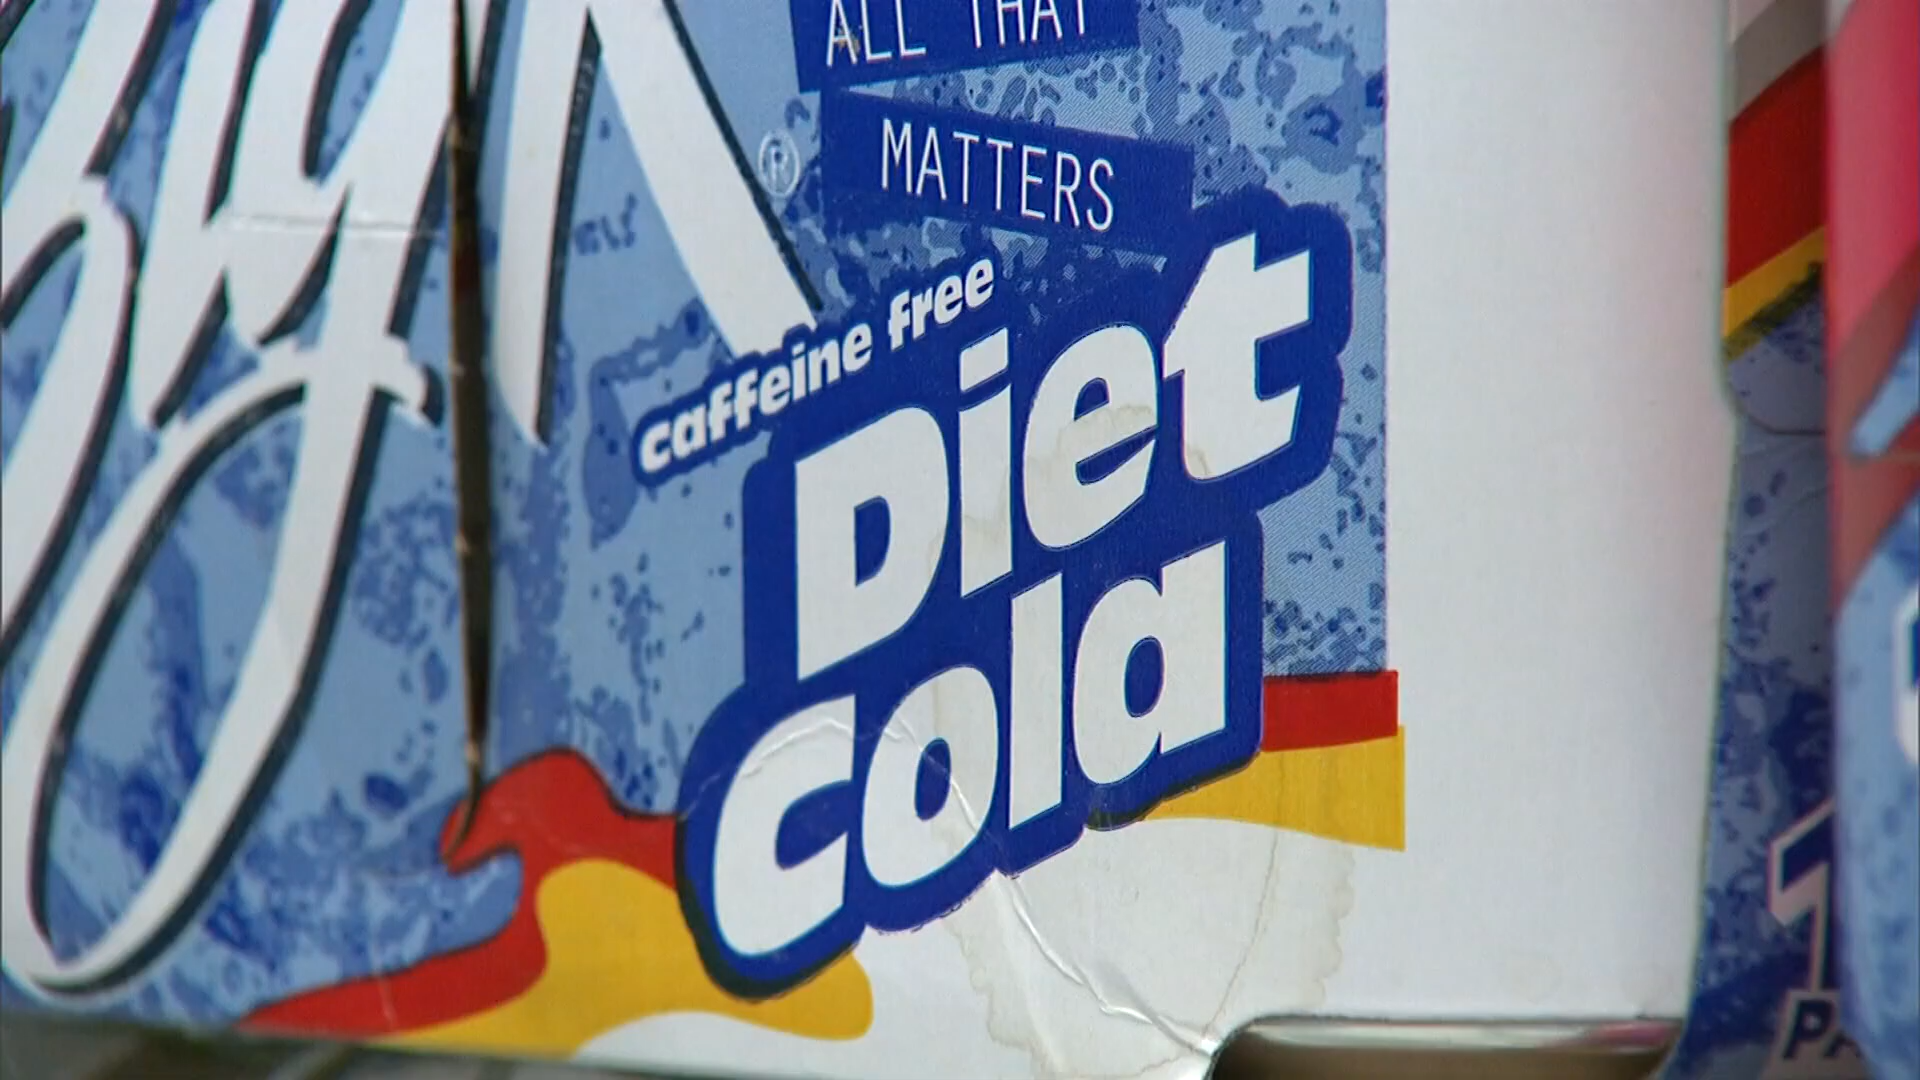 ALL THAT
MATTERS
®
caffeine free
Diet
cola